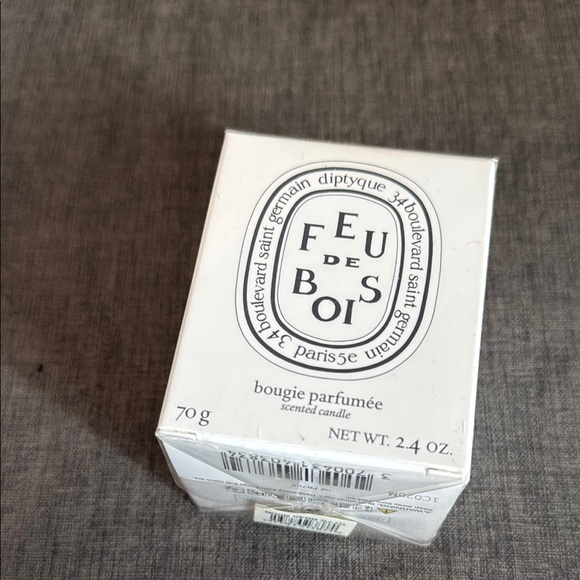 diptyque 34 boulevard saint germain paris5e 34 boulevard saint germain
FEU
DE
BOIS
bougie parfumée
scented candle
70 g
NET WT. 2.4 OZ.